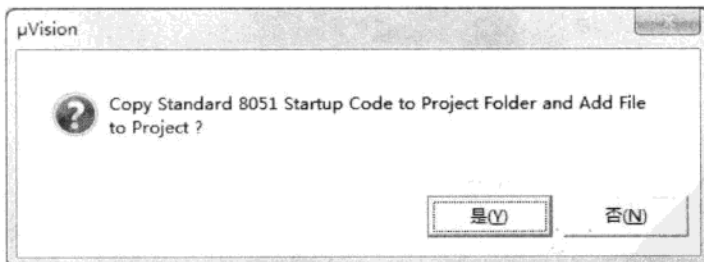 µVision
Copy Standard 8051 Startup Code to Project Folder and Add File
to Project ?
是(Y)
否(N)